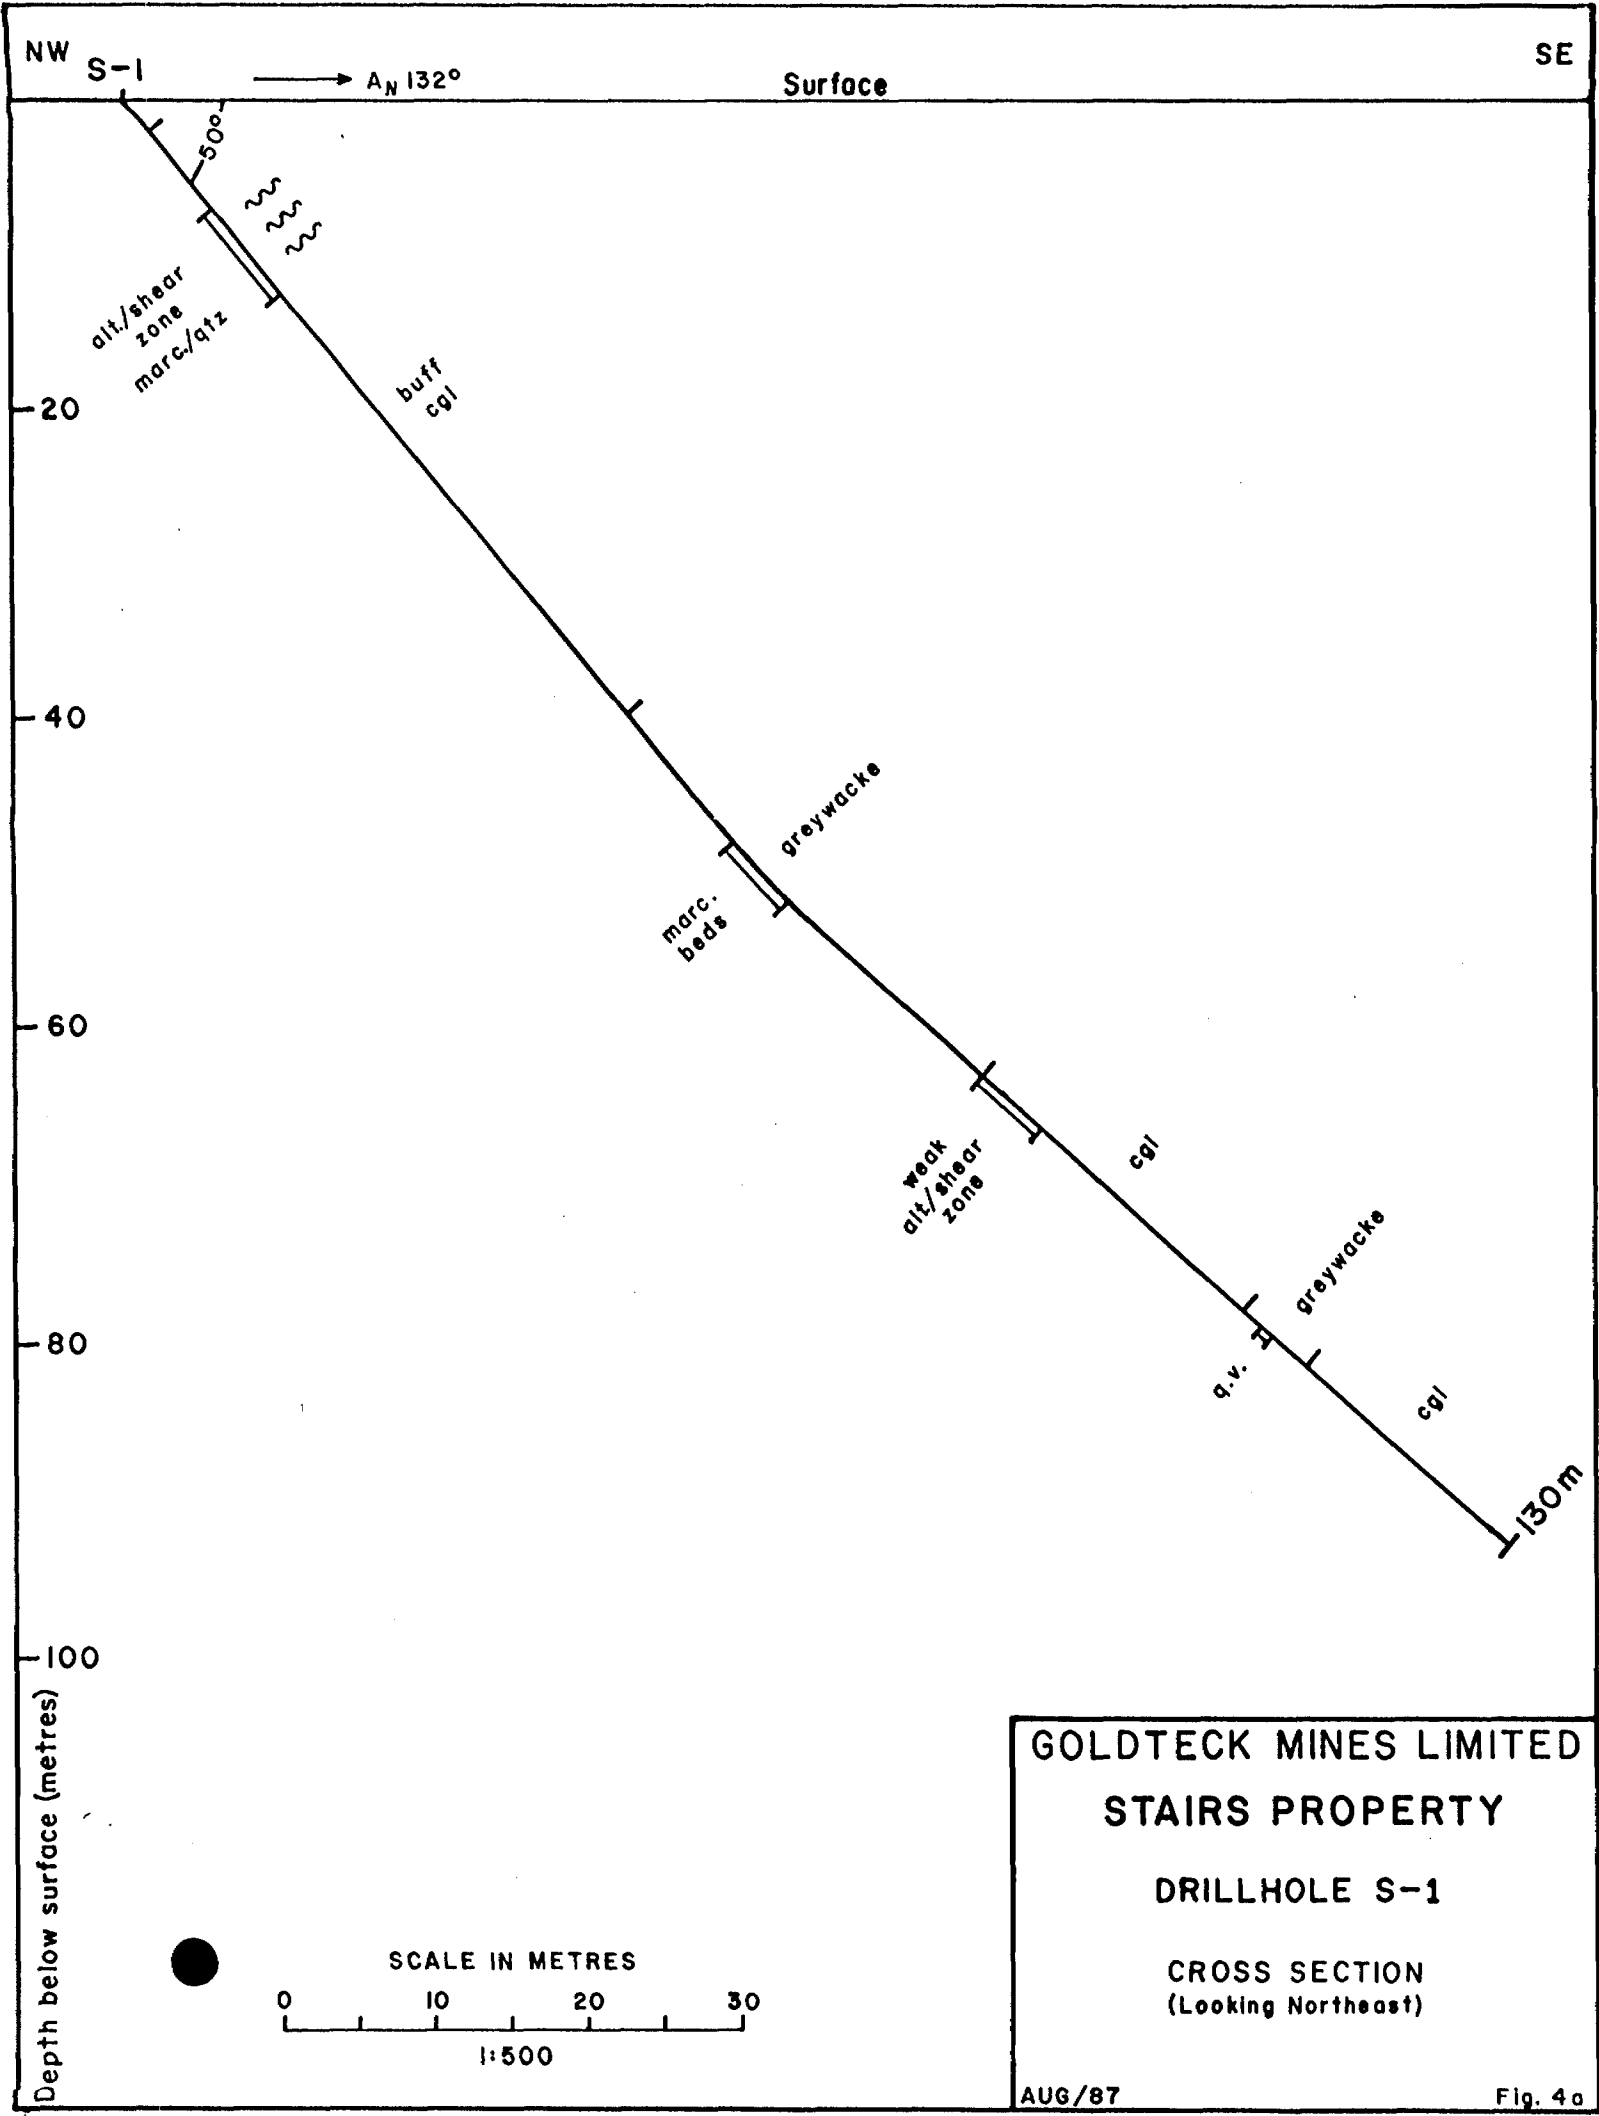 NW
SE
S-1
AN 132°
Surface
50°
alt./shear
zone
marc./qtz
buff
cgl
20
40
greywacke
marc.
beds
60
weak
alt/shear
zone
cgl
greywacke
80
q.v.
cgl
130m
100
Depth below surface (metres)
SCALE IN METRES
0 10 20 30
1:500
GOLDTECK MINES LIMITED
STAIRS PROPERTY
DRILLHOLE S-1
CROSS SECTION
(Looking Northeast)
AUG/87
Fig. 4a